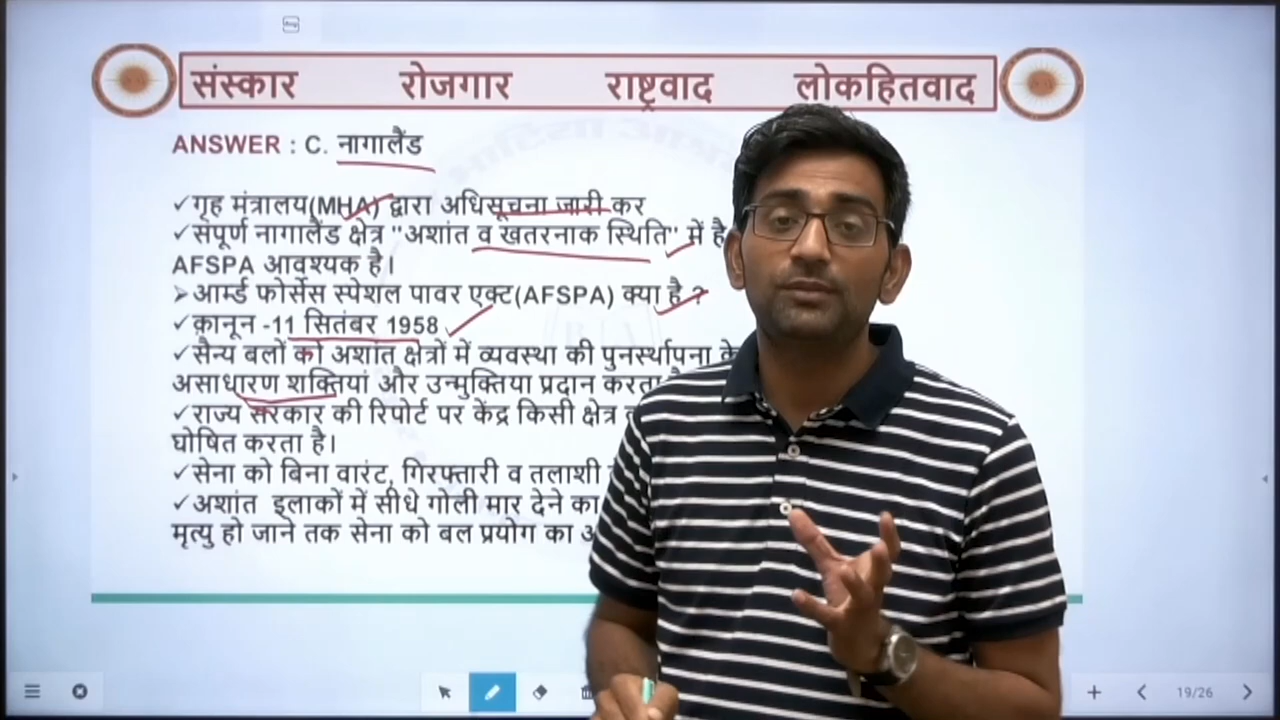 संस्कार रोजगार राष्ट्रवाद लोकहितवाद
ANSWER : C. नागालैंड
✓गृह मंत्रालय(MHA) द्वारा अधिसूचना जारी कर
✓संपूर्ण नागालैंड क्षेत्र "अशांत व खतरनाक स्थिति" में है
AFSPA आवश्यक है।
➢आर्म्ड फोर्सेस स्पेशल पावर एक्ट(AFSPA) क्या है ?
✓क़ानून -11 सितंबर 1958
✓सैन्य बलों को अशांत क्षेत्रों में व्यवस्था की पुनर्स्थापना के
असाधारण शक्तियां और उन्मुक्तिया प्रदान करता
✓राज्य सरकार की रिपोर्ट पर केंद्र किसी क्षेत्र
घोषित करता है।
✓सेना को बिना वारंट, गिरफ्तारी व तलाशी
✓अशांत इलाकों में सीधे गोली मार देने का
मृत्यु हो जाने तक सेना को बल प्रयोग का
19/26